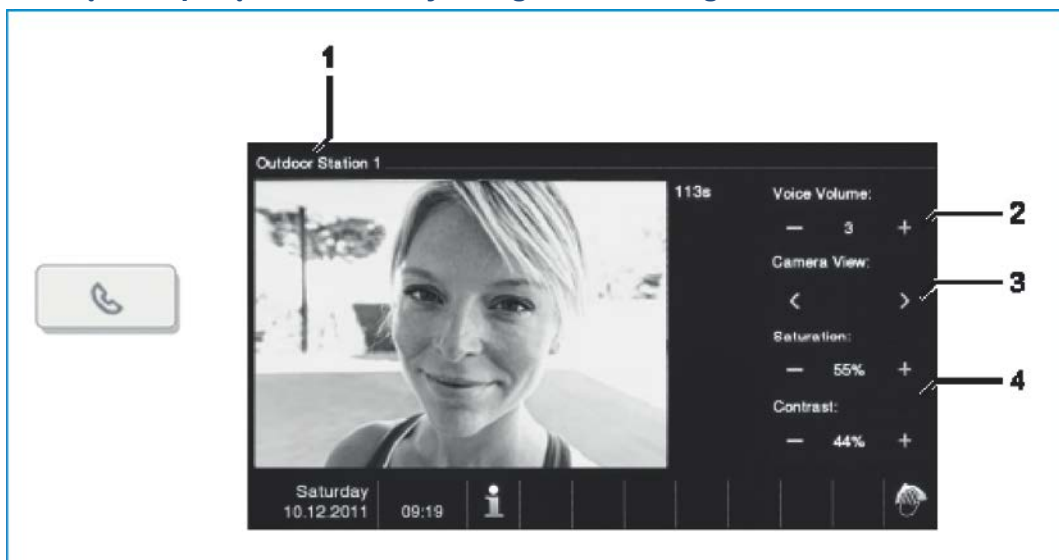 1
Outdoor Station 1
113s
Voice Volume:
— 3 +
2
Camera View:
< >
3
Saturation:
— 55% +
4
Contrast:
— 44% +
Saturday
10.12.2011
09:19
i